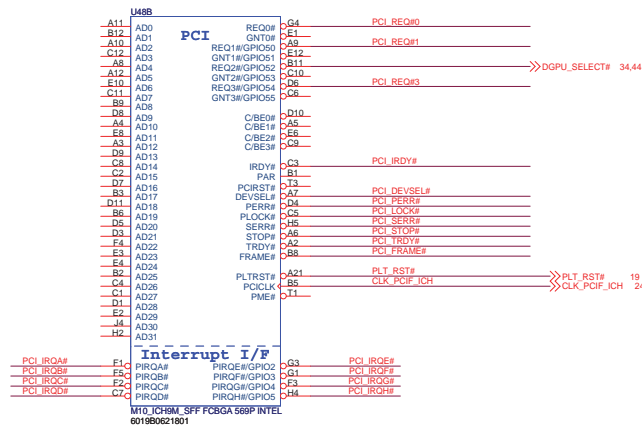 U48B
PCI
A11 AD0 REQ0# G4 PCI_REQ#0
B12 AD1 GNT0# E1
A10 AD2 REQ1#/GPIO50 A9 PCI_REQ#1
C12 AD3 GNT1#/GPIO51 E12
A8 AD4 REQ2#/GPIO52 B11 DGPU_SELECT# 34,44
A12 AD5 GNT2#/GPIO53 C10
E10 AD6 REQ3#/GPIO54 D6 PCI_REQ#3
C11 AD7 GNT3#/GPIO55 C6
B9 AD8
D8 AD9 C/BE0# D10
A4 AD10 C/BE1# A5
E8 AD11 C/BE2# E6
A3 AD12 C/BE3# C9
D9 AD13
C8 AD14 IRDY# C3 PCI_IRDY#
C2 AD15 PAR B1
D7 AD16 PCIRST# T3
B3 AD17 DEVSEL# A7 PCI_DEVSEL#
D11 AD18 PERR# D4 PCI_PERR#
B6 AD19 PLOCK# C5 PCI_LOCK#
D5 AD20 SERR# H5 PCI_SERR#
D3 AD21 STOP# A6 PCI_STOP#
F4 AD22 TRDY# A2 PCI_TRDY#
E3 AD23 FRAME# B8 PCI_FRAME#
E4 AD24
B2 AD25 PLTRST# A21 PLT_RST# PLT_RST# 19
C4 AD26 PCICLK B5 CLK_PCIF_ICH CLK_PCIF_ICH 24
C1 AD27 PME# T1
D1 AD28
E2 AD29
J4 AD30
H2 AD31
Interrupt I/F
PCI_IRQA# F1 PIRQA# PIRQE#/GPIO2 G3 PCI_IRQE#
PCI_IRQB# F5 PIRQB# PIRQF#/GPIO3 G1 PCI_IRQF#
PCI_IRQC# F2 PIRQC# PIRQG#/GPIO4 F3 PCI_IRQG#
PCI_IRQD# C7 PIRQD# PIRQH#/GPIO5 H4 PCI_IRQH#
M10_ICH9M_SFF FCBGA 569P INTEL
6019B0621801